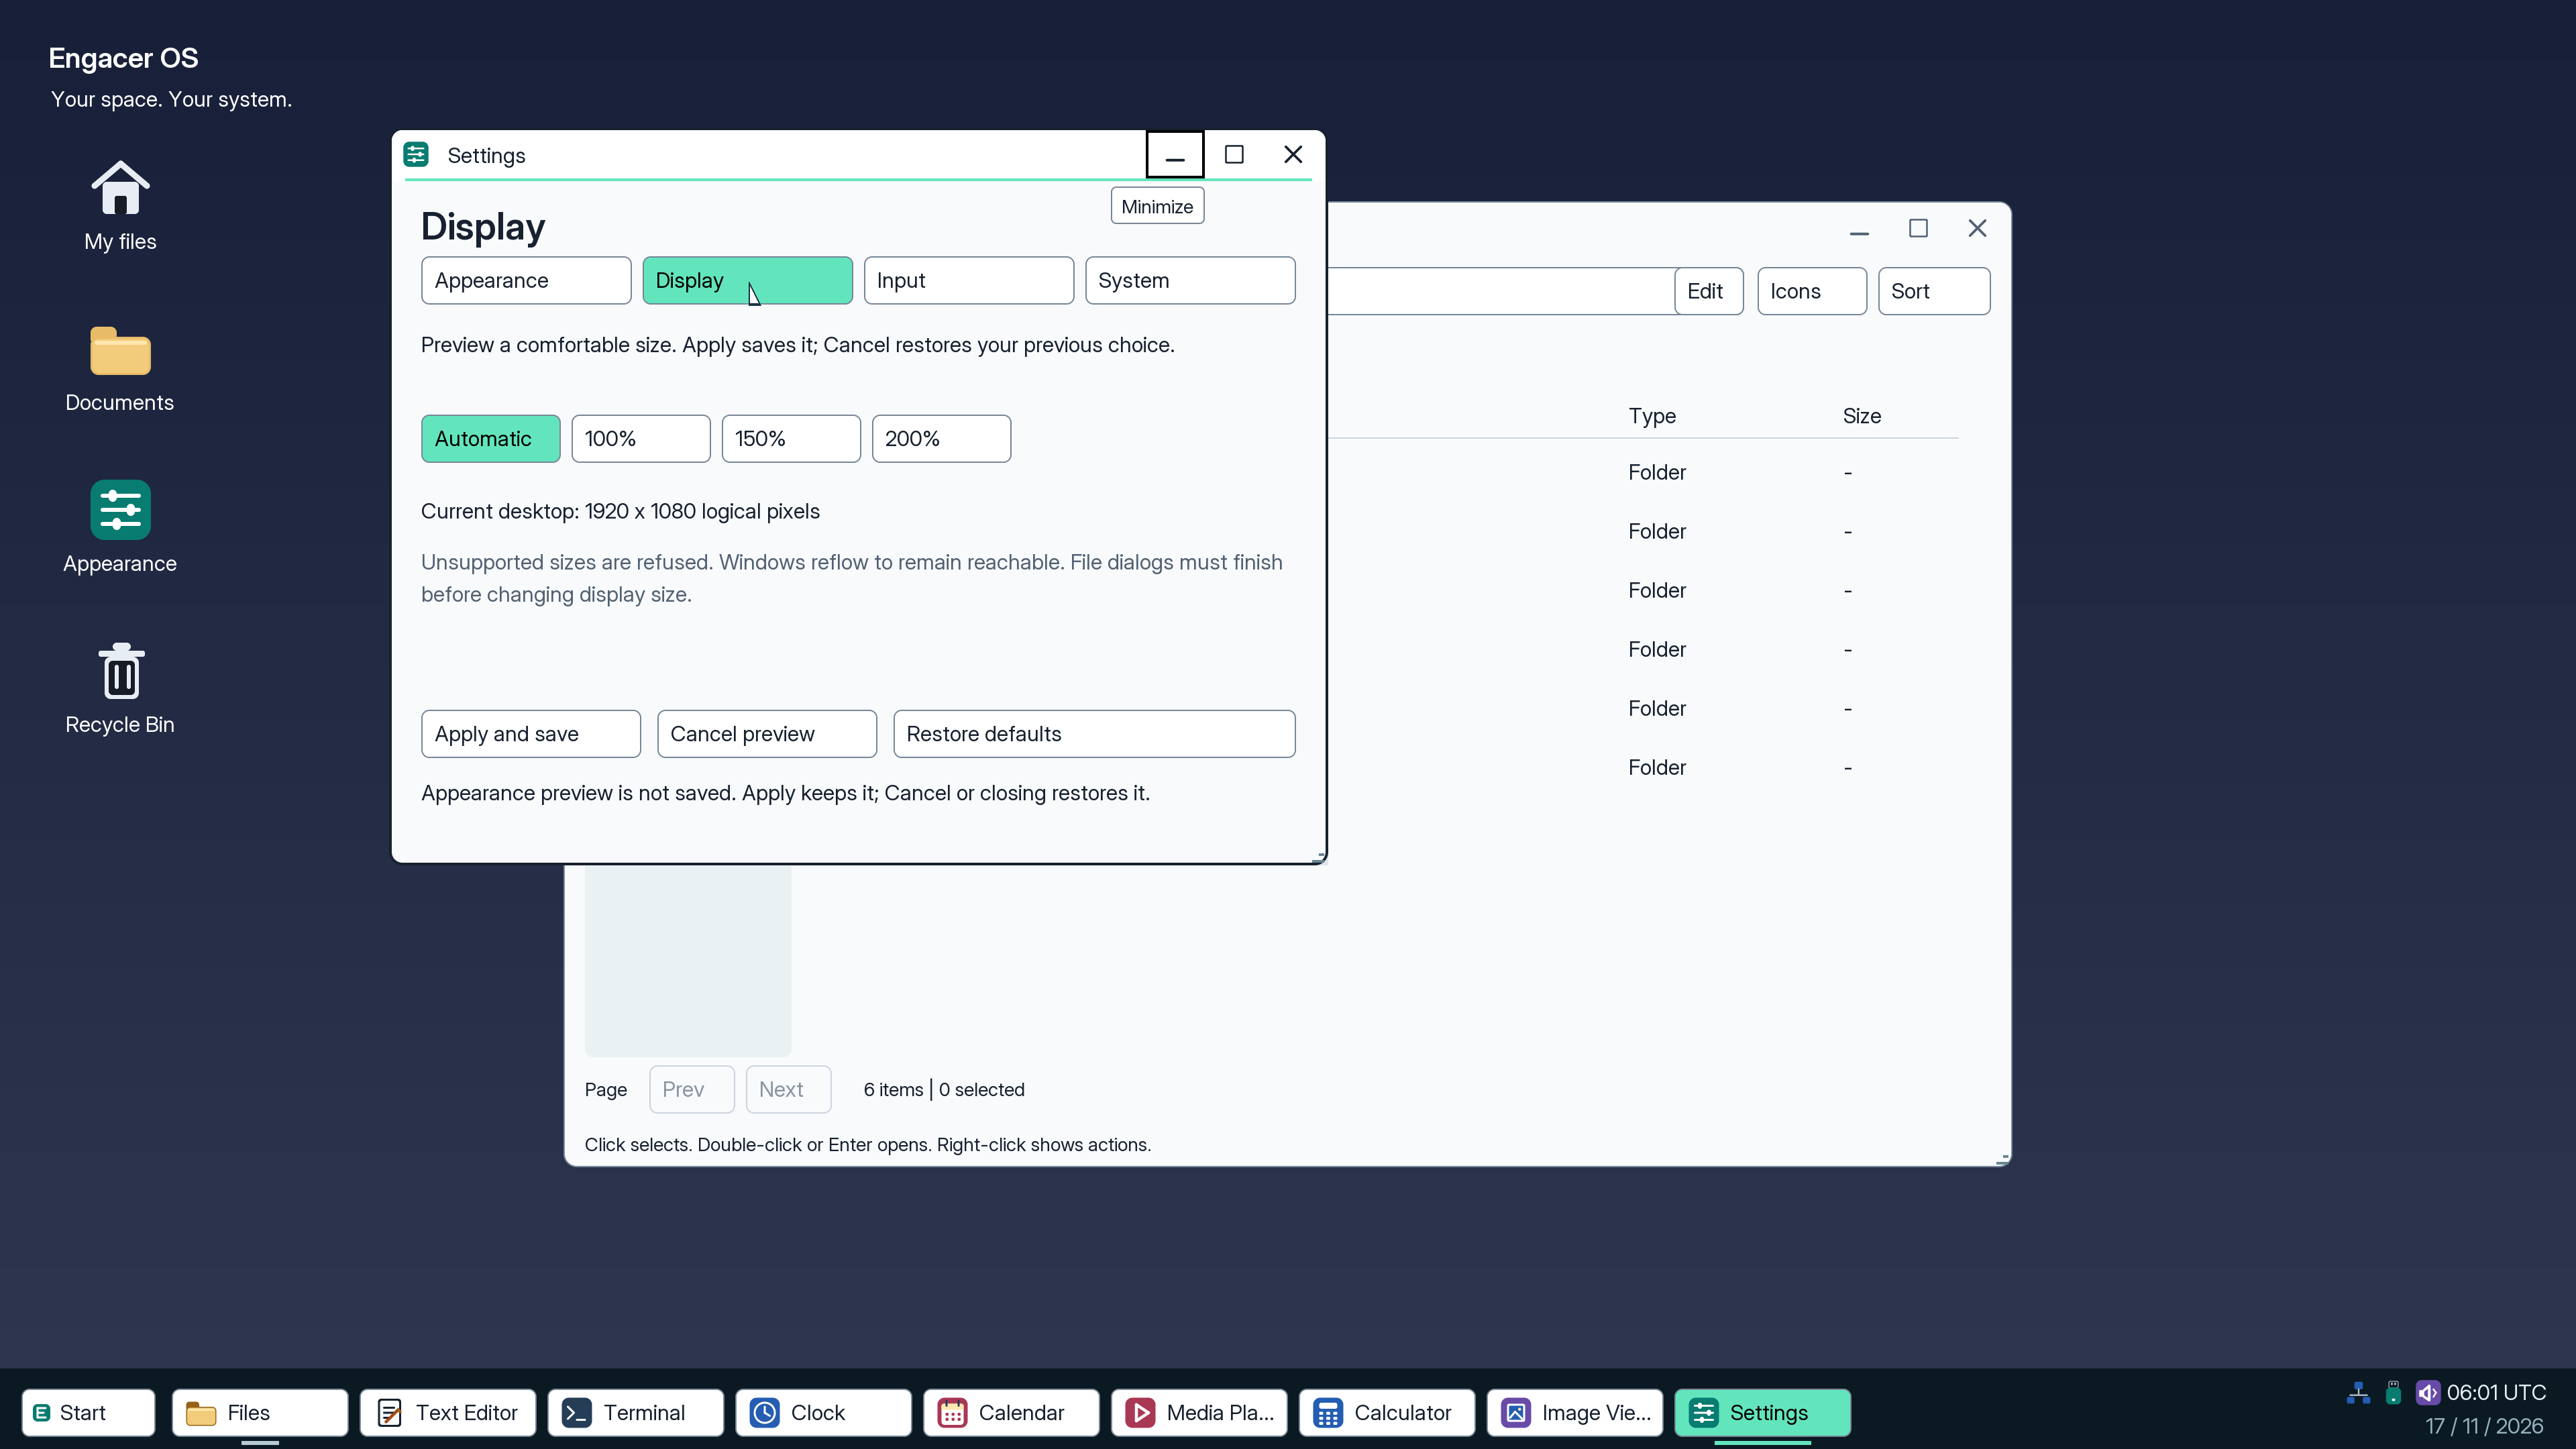 Engacer OS
Your space. Your system.
My files
Documents
Appearance
Recycle Bin
Settings
Minimize
Display
Appearance Display Input System
Preview a comfortable size. Apply saves it; Cancel restores your previous choice.
Automatic 100% 150% 200%
Current desktop: 1920 x 1080 logical pixels
Unsupported sizes are refused. Windows reflow to remain reachable. File dialogs must finish
before changing display size.
Apply and save Cancel preview Restore defaults
Appearance preview is not saved. Apply keeps it; Cancel or closing restores it.
Edit Icons Sort
Type Size
Folder -
Folder -
Folder -
Folder -
Folder -
Folder -
Page Prev Next 6 items | 0 selected
Click selects. Double-click or Enter opens. Right-click shows actions.
E Start Files Text Editor Terminal Clock Calendar Media Pla... Calculator Image Vie... Settings
06:01 UTC
17 / 11 / 2026